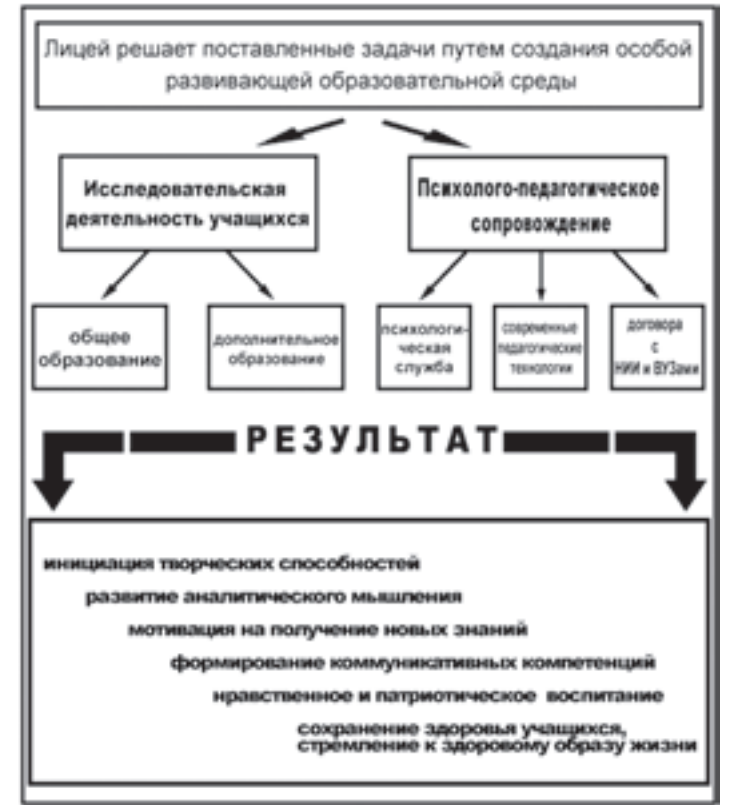 Лицей решает поставленные задачи путем создания особой
развивающей образовательной среды
Исследовательская
деятельность учащихся
Психолого-педагогическое
сопровождение
общее
образование
дополнительное
образование
психологи-
ческая
служба
современные
педагогические
технологии
договора
с
НИИ и ВУЗами
РЕЗУЛЬТАТ
инициация творческих способностей
развитие аналитического мышления
мотивация на получение новых знаний
формирование коммуникативных компетенций
нравственное и патриотическое воспитание
сохранение здоровья учащихся,
стремление к здоровому образу жизни